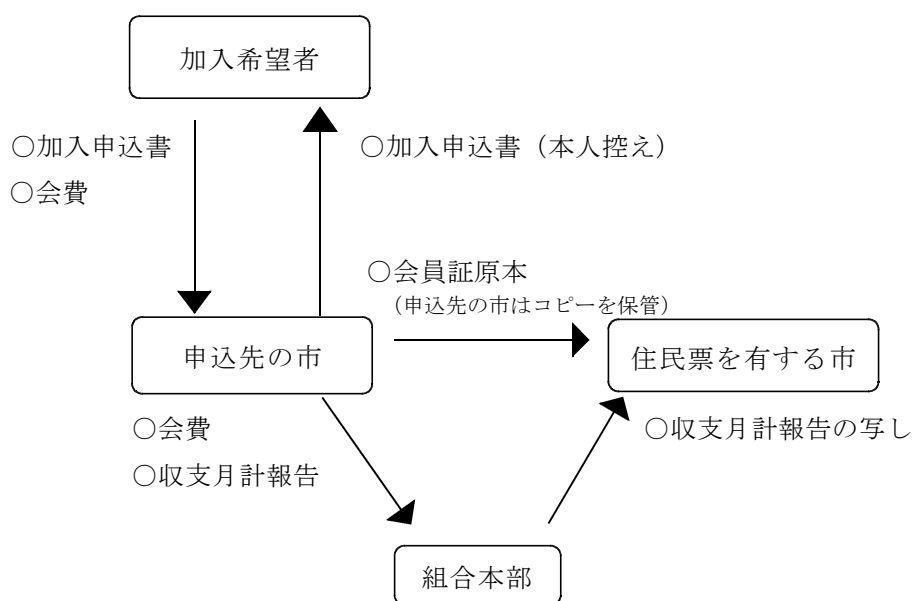 加入希望者
○加入申込書
○会費
○加入申込書（本人控え）
○会員証原本
（申込先の市はコピーを保管）
申込先の市
住民票を有する市
○会費
○収支月計報告
○収支月計報告の写し
組合本部